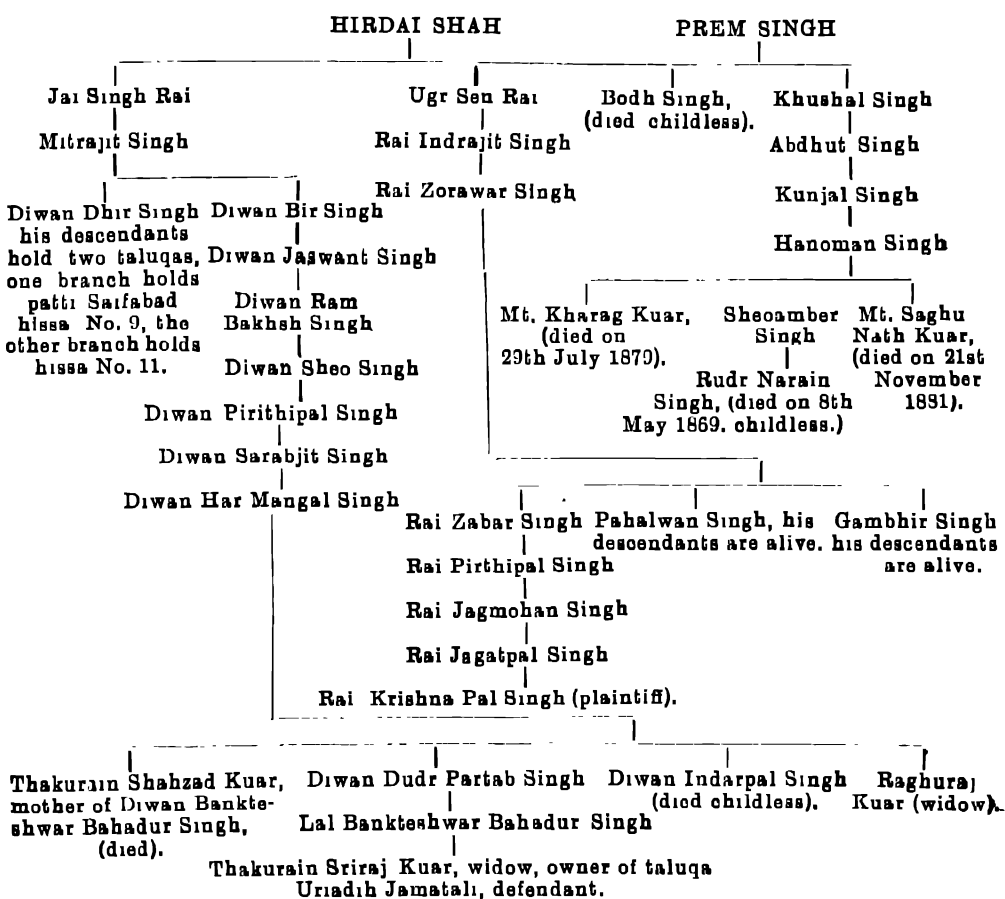 HIRDAI SHAH
PREM SINGH
Jai Singh Rai
Ugr Sen Rai
Bodh Singh,
(died childless).
Khushal Singh
Mitrajit Singh
Rai Indrajit Singh
Abdhut Singh
Rai Zorawar Singh
Kunjal Singh
Hanoman Singh
Diwan Dhir Singh
his descendants
hold two taluqas,
one branch holds
patti Saifabad
hissa No. 9, the
other branch holds
hissa No. 11.
Diwan Bir Singh
Diwan Jaswant Singh
Diwan Ram
Bakhsh Singh
Diwan Sheo Singh
Diwan Pirithipal Singh
Diwan Sarabjit Singh
Diwan Har Mangal Singh
Mt. Kharag Kuar,
(died on
29th July 1879).
Sheoamber
Singh
Rudr Narain
Singh, (died on 8th
May 1869. childless.)
Mt. Saghu
Nath Kuar,
(died on 21st
November
1881).
Rai Zabar Singh
Pahalwan Singh, his
descendants are alive.
Gambhir Singh
his descendants
are alive.
Rai Pirthipal Singh
Rai Jagmohan Singh
Rai Jagatpal Singh
Rai Krishna Pal Singh (plaintiff).
Thakurain Shahzad Kuar,
mother of Diwan Bankte-
shwar Bahadur Singh,
(died).
Diwan Dudr Partab Singh
Lal Bankteshwar Bahadur Singh
Thakurain Sriraj Kuar, widow, owner of taluqa
Uriadih Jamatali, defendant.
Diwan Indarpal Singh
(died childless).
Raghuraj
Kuar (widow).